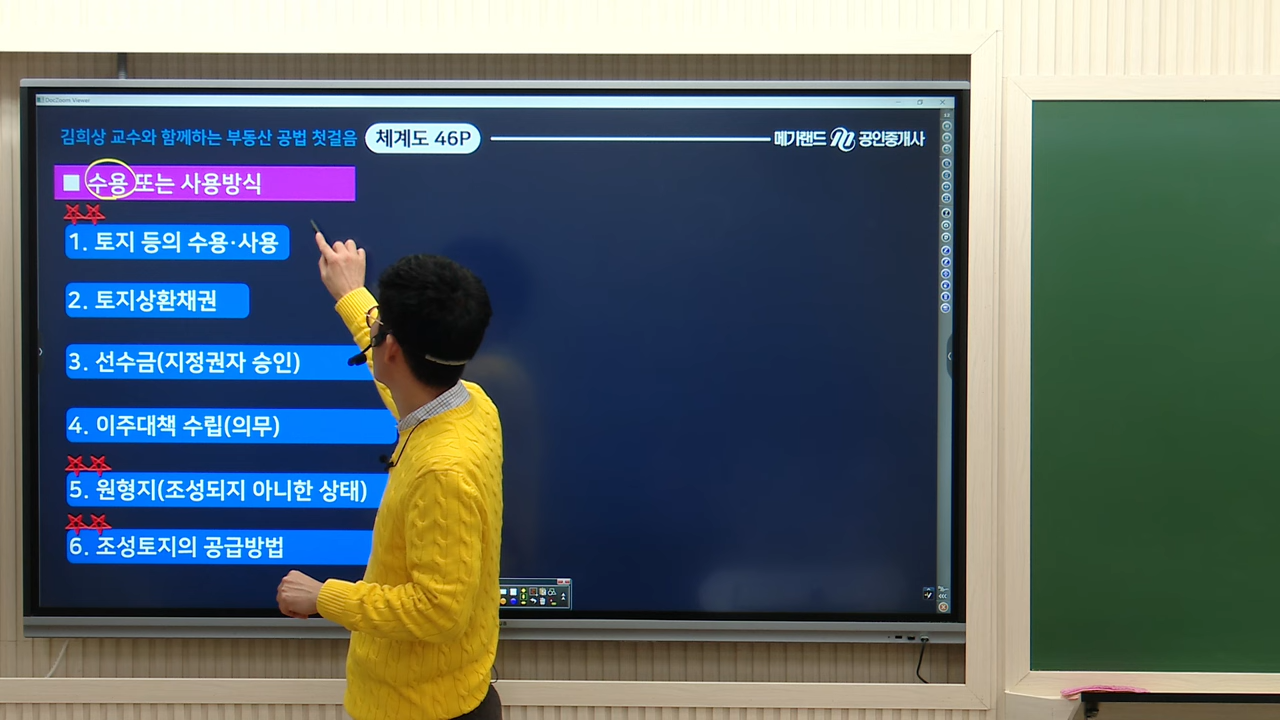 DocZoom Viewer
김희상 교수와 함께하는 부동산 공법 첫걸음 체계도 46P 메가랜드 공인중개사
■ 수용 또는 사용방식
1. 토지 등의 수용·사용
2. 토지상환채권
3. 선수금(지정권자 승인)
4. 이주대책 수립(의무)
5. 원형지(조성되지 아니한 상태)
6. 조성토지의 공급방법